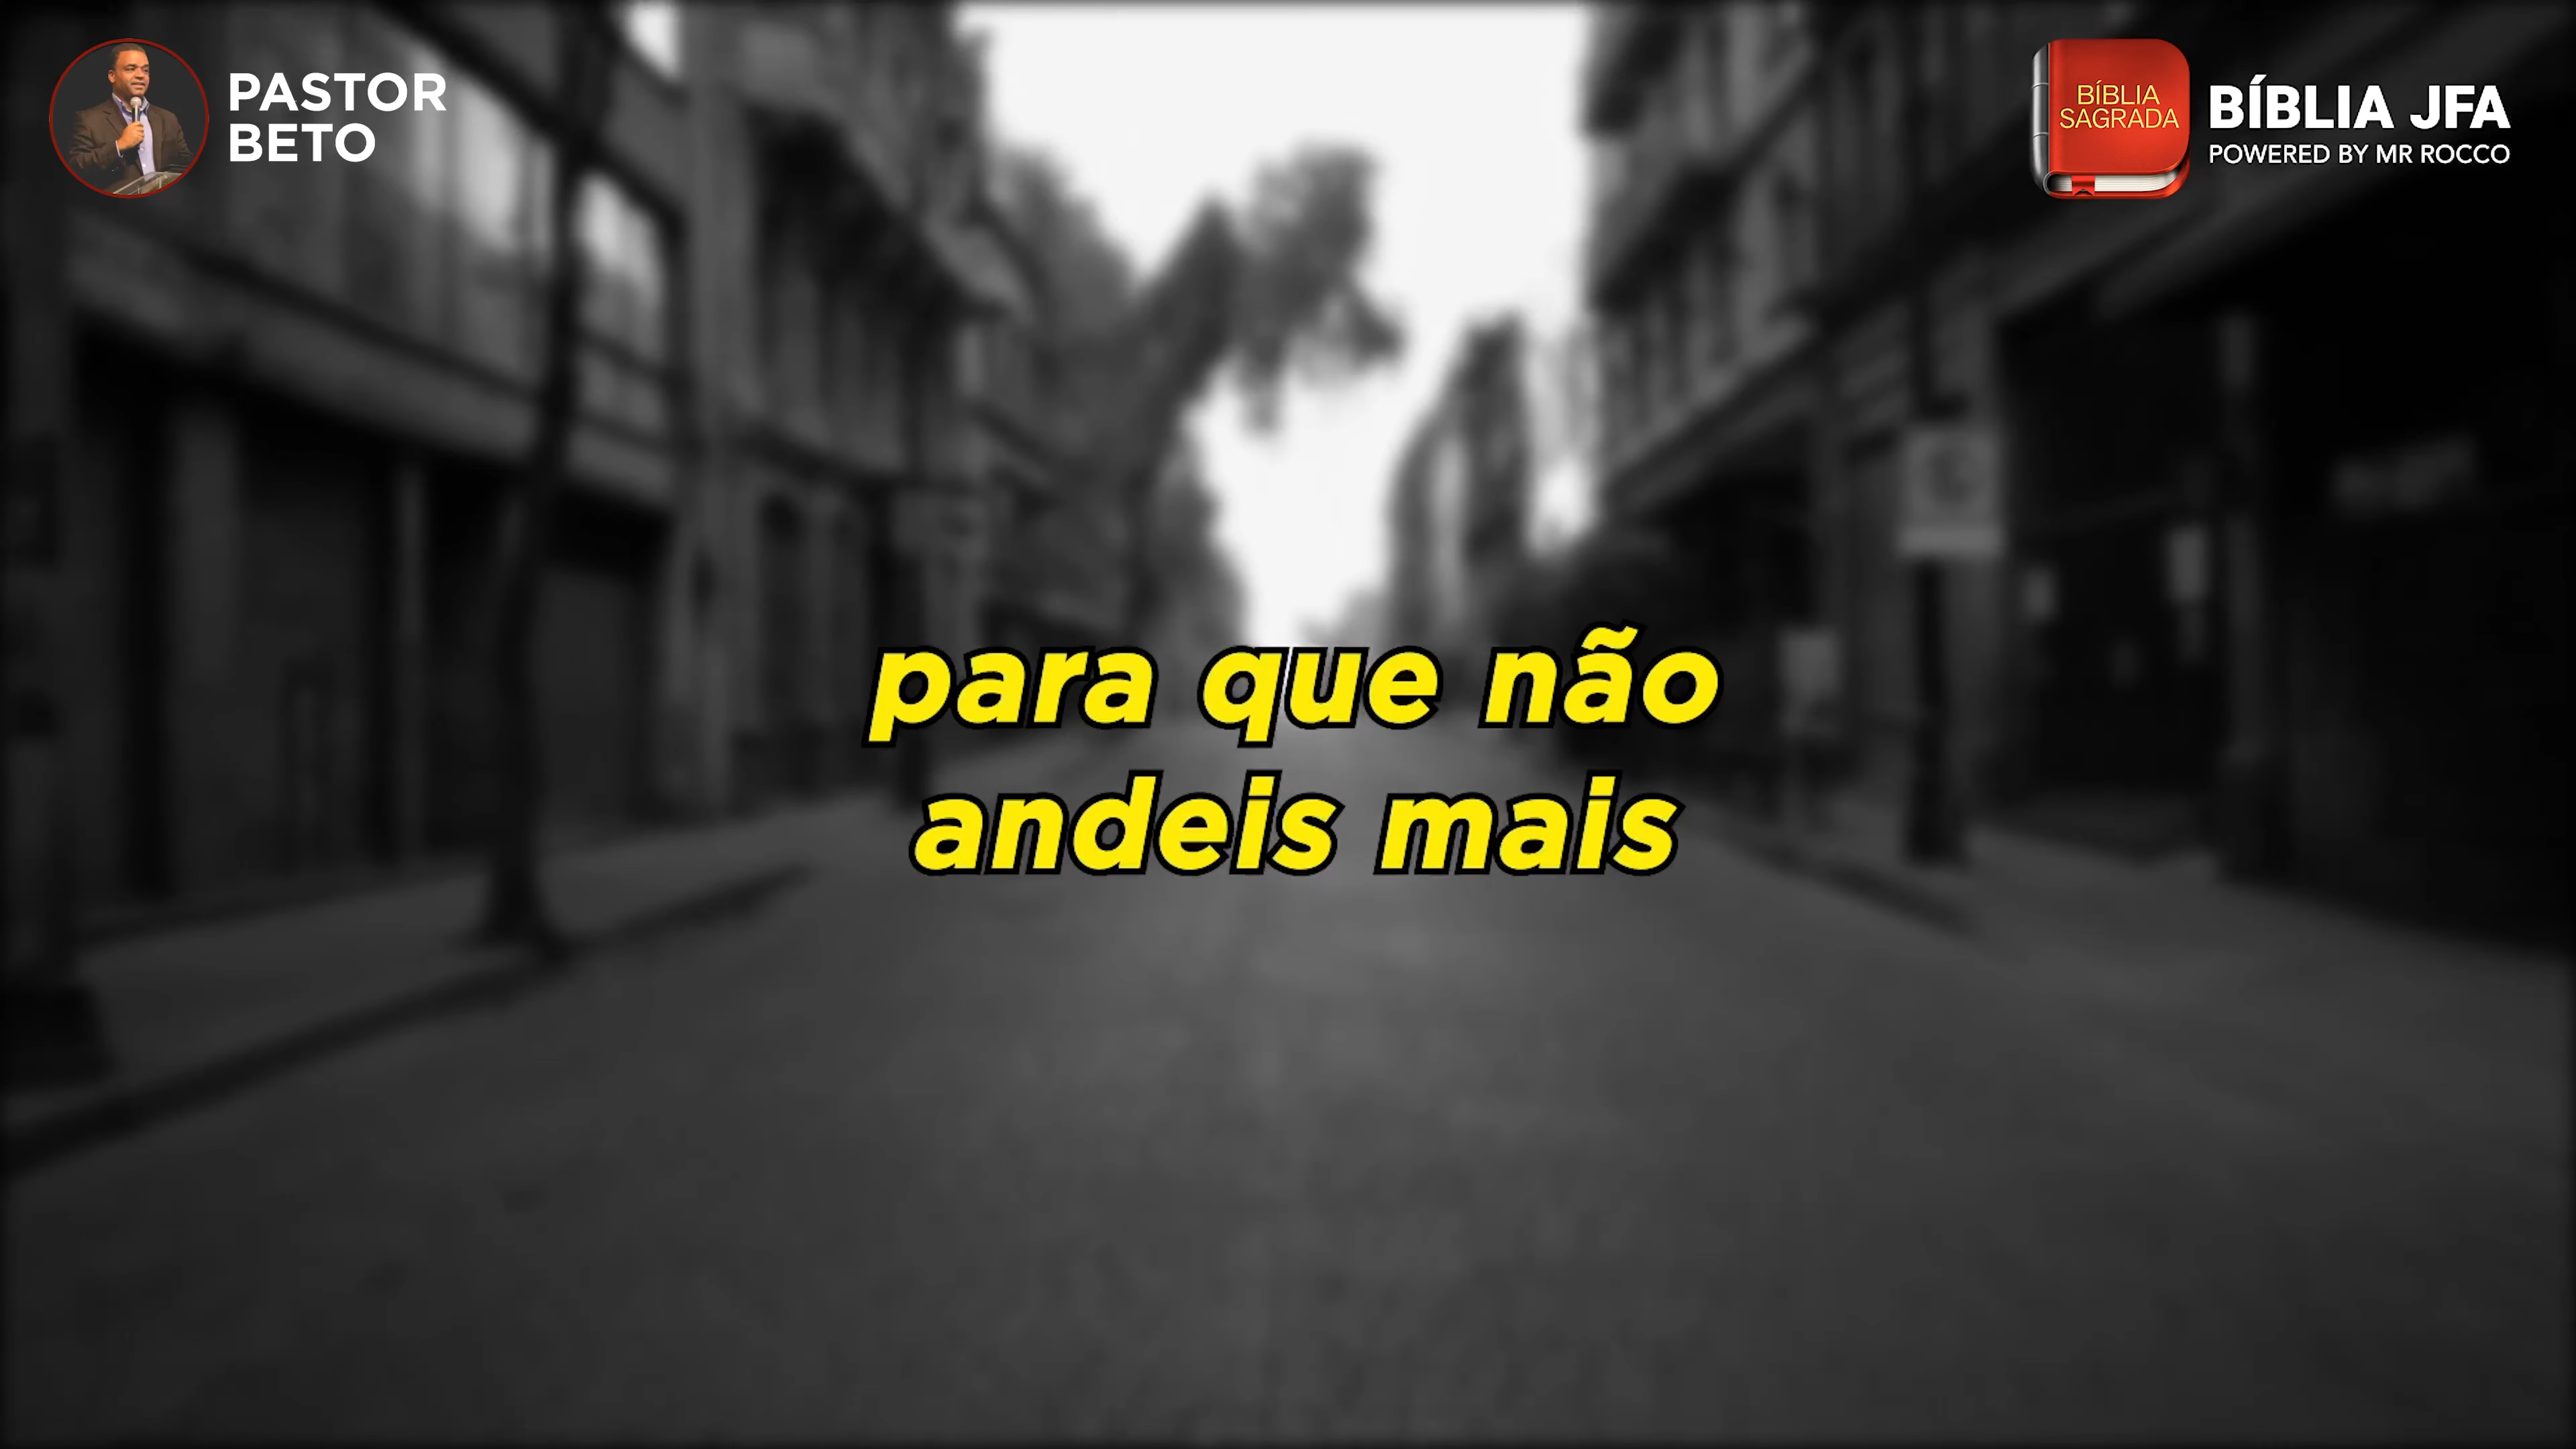 PASTOR
BETO
BÍBLIA
SAGRADA
BÍBLIA JFA
POWERED BY MR ROCCO
para que não
andeis mais